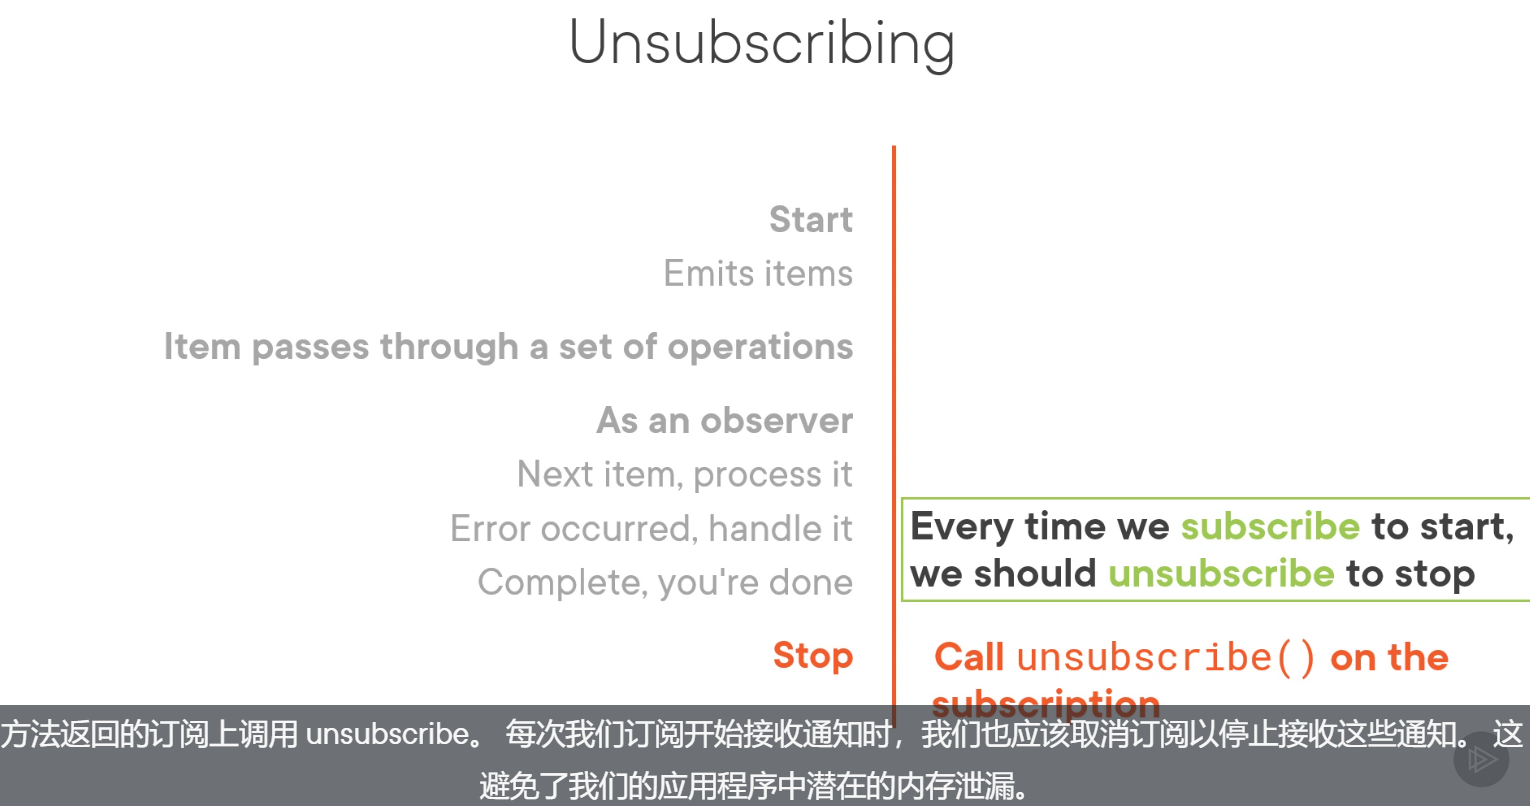 Unsubscribing
Start
Emits items
Item passes through a set of operations
As an observer
Next item, process it
Error occurred, handle it
Complete, you're done
Every time we subscribe to start,
we should unsubscribe to stop
Stop
Call unsubscribe() on the
subscription
方法返回的订阅上调用 unsubscribe。 每次我们订阅开始接收通知时，我们也应该取消订阅以停止接收这些通知。 这
避免了我们的应用程序中潜在的内存泄漏。